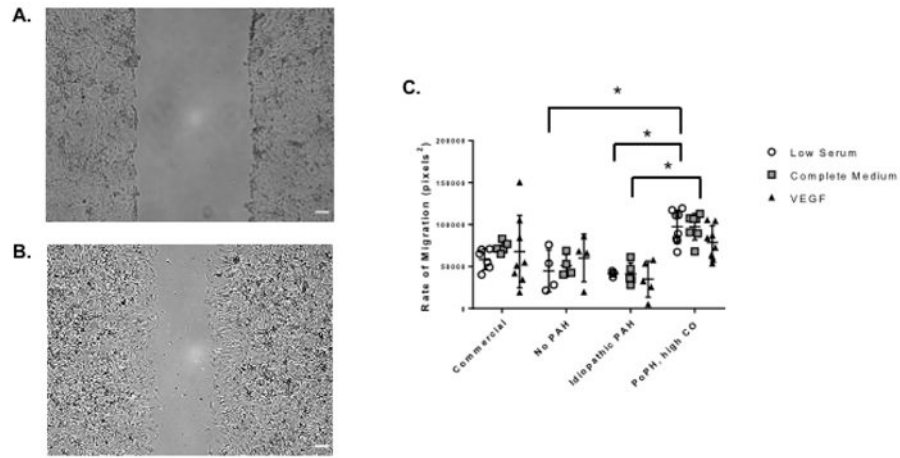 A.
B.
C.
Rate of Migration (pixels²)
200000
150000
100000
50000
0
Commercial
No PAH
Idiopathic PAH
PoPH, high CO
*
*
*
Low Serum
Complete Medium
VEGF